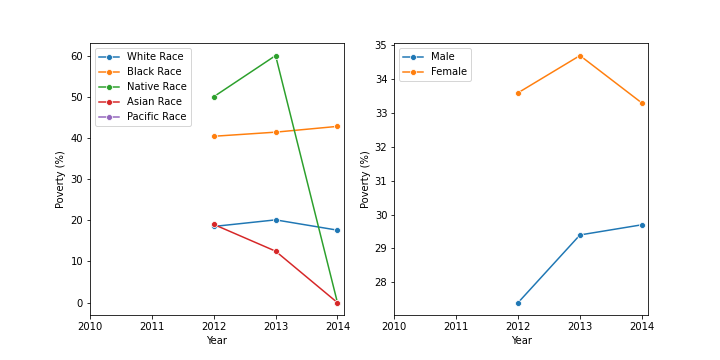 White Race
Black Race
Native Race
Asian Race
Pacific Race
60
50
40
30
20
10
0
Poverty (%)
2010 2011 2012 2013 2014
Year
Male
Female
35
34
33
32
31
30
29
28
Poverty (%)
2010 2011 2012 2013 2014
Year